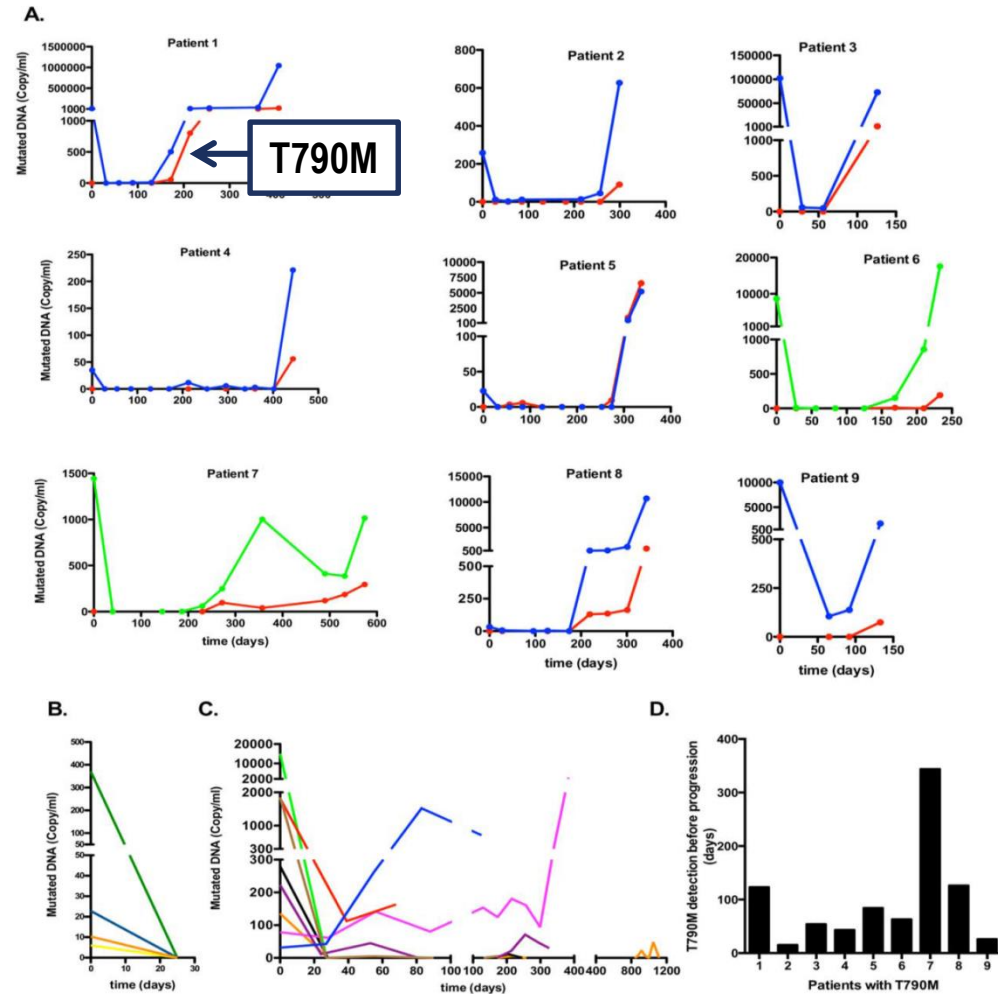 A.
Patient 1
Mutated DNA (Copy/ml)
1500000
1000000
500000
1000
1000
500
0
0 100 200 300 400 500
T790M
Patient 2
800
600
400
200
0
0 100 200 300 400
Patient 3
100000
50000
1000
1000
500
0
0 50 100 150
Patient 4
Mutated DNA (Copy/ml)
250
200
150
100
50
0
0 100 200 300 400 500
Patient 5
10000
7500
5000
2500
100
100
50
0
0 100 200 300 400
Patient 6
20000
10000
1000
1000
500
0
0 50 100 150 200 250
Patient 7
Mutated DNA (Copy/ml)
1500
1000
500
0
0 100 200 300 400 500 600
time (days)
Patient 8
15000
10000
5000
500
500
250
0
0 100 200 300 400
time (days)
Patient 9
10000
5000
500
500
250
0
0 50 100 150
time (days)
B.
Mutated DNA (Copy/ml)
500
400
300
200
100
50
50
40
30
20
10
0
0 10 20 30
time (days)
C.
Mutated DNA (Copy/ml)
20000
10000
2000
2000
1000
300
300
200
100
0
0 20 40 60 80 100
100 200 300 400
400 800 1200
time (days)
D.
T790M detection before progression
(days)
400
300
200
100
0
1 2 3 4 5 6 7 8 9
Patients with T790M